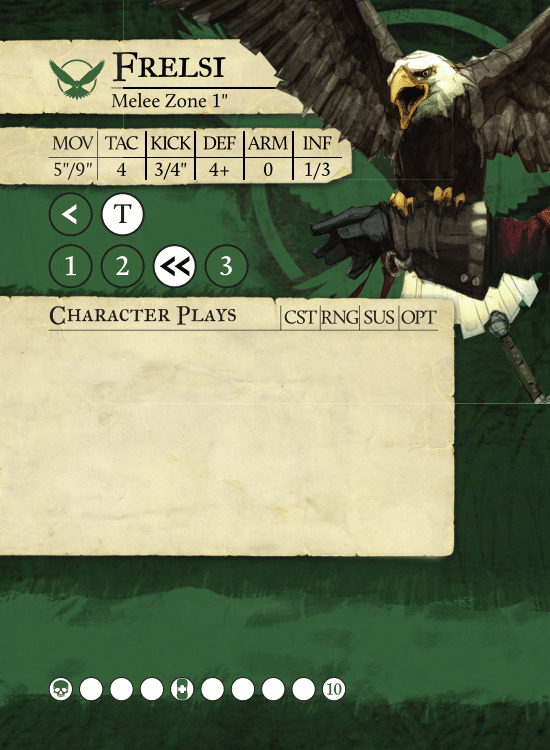 Frelsi
Melee Zone 1"
MOV TAC KICK DEF ARM INF
5"/9" 4 3/4" 4+ 0 1/3
< T
1 2 << 3
Character Plays CST RNG SUS OPT
10